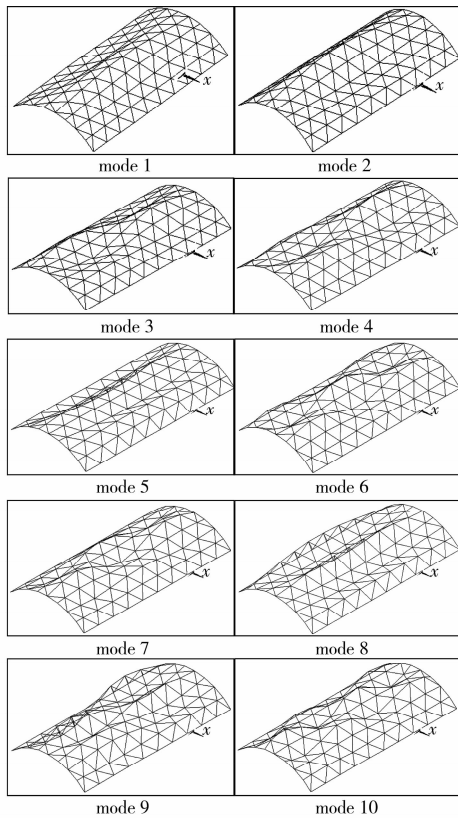 x
x
mode 1
mode 2
x
x
mode 3
mode 4
x
x
mode 5
mode 6
x
x
mode 7
mode 8
x
x
mode 9
mode 10